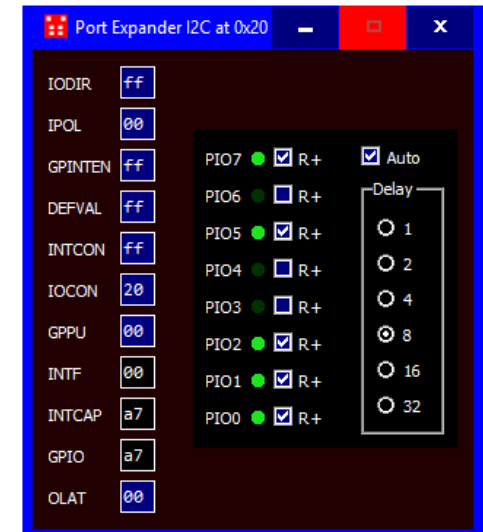 Port Expander I2C at 0x20
IODIR ff
IPOL 00
GPINTEN ff
DEFVAL ff
INTCON ff
IOCON 20
GPPU 00
INTF 00
INTCAP a7
GPIO a7
OLAT 00
PIO7 R+
PIO6 R+
PIO5 R+
PIO4 R+
PIO3 R+
PIO2 R+
PIO1 R+
PIO0 R+
Auto
Delay
1
2
4
8
16
32